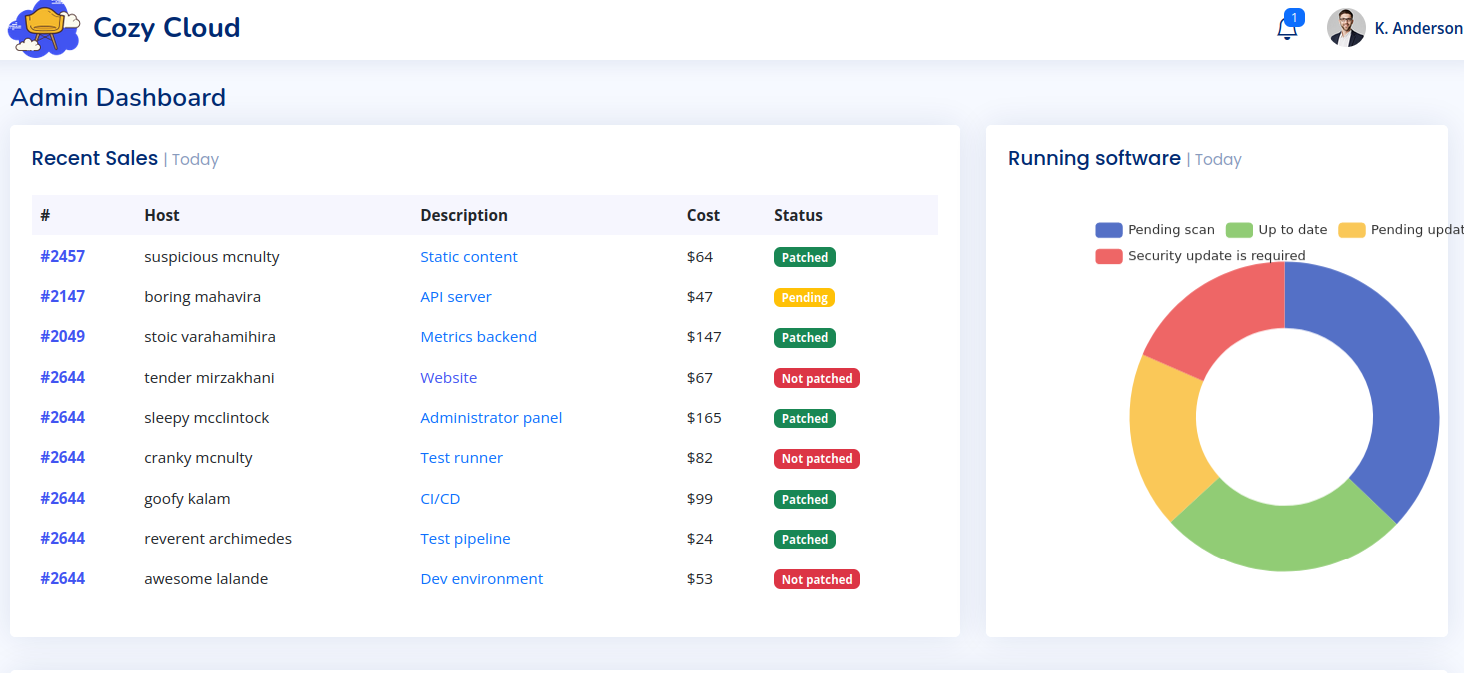 Cozy Cloud
1
K. Anderson
Admin Dashboard
Recent Sales | Today
# Host Description Cost Status
#2457 suspicious mcnulty Static content $64 Patched
#2147 boring mahavira API server $47 Pending
#2049 stoic varahamihira Metrics backend $147 Patched
#2644 tender mirzakhani Website $67 Not patched
#2644 sleepy mcclintock Administrator panel $165 Patched
#2644 cranky mcnulty Test runner $82 Not patched
#2644 goofy kalam CI/CD $99 Patched
#2644 reverent archimedes Test pipeline $24 Patched
#2644 awesome lalande Dev environment $53 Not patched
Running software | Today
Pending scan Up to date Pending updat
Security update is required